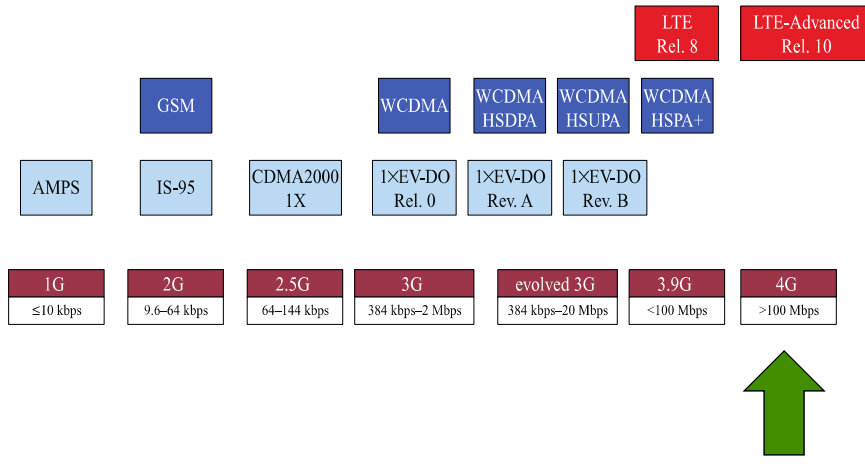 LTE
Rel. 8
LTE-Advanced
Rel. 10
GSM
WCDMA
WCDMA
HSDPA
WCDMA
HSUPA
WCDMA
HSPA+
AMPS
IS-95
CDMA2000
1X
1×EV-DO
Rel. 0
1×EV-DO
Rev. A
1×EV-DO
Rev. B
1G
≤10 kbps
2G
9.6–64 kbps
2.5G
64–144 kbps
3G
384 kbps–2 Mbps
evolved 3G
384 kbps–20 Mbps
3.9G
<100 Mbps
4G
>100 Mbps